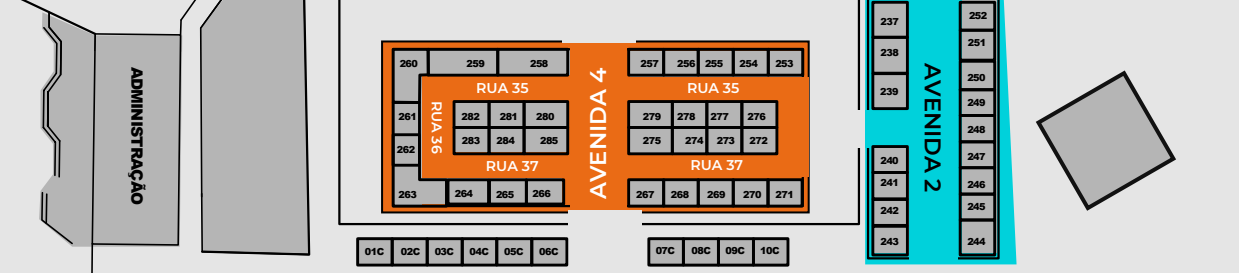 ADMINISTRAÇÃO
260 259 258
RUA 35
261
262
263
RUA 36
282 281 280
283 284 285
RUA 37
264 265 266
AVENIDA 4
257 256 255 254 253
RUA 35
279 278 277 276
275 274 273 272
RUA 37
267 268 269 270 271
01C 02C 03C 04C 05C 06C
07C 08C 09C 10C
237
238
239
240
241
242
243
AVENIDA 2
252
251
250
249
248
247
246
245
244